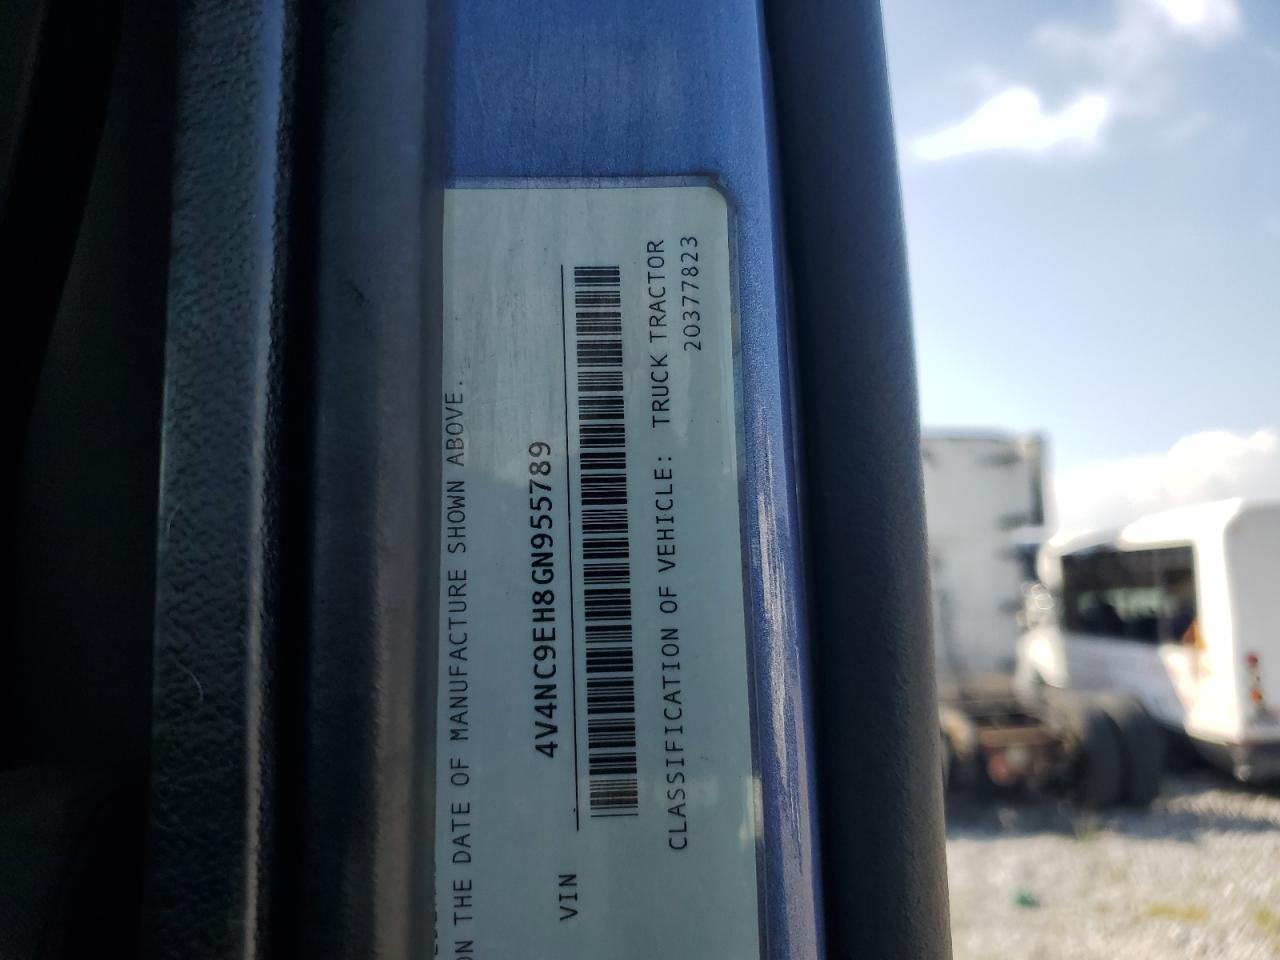 ON THE DATE OF MANUFACTURE SHOWN ABOVE.
VIN 4V4NC9EH8GN955789
CLASSIFICATION OF VEHICLE: TRUCK TRACTOR
20377823